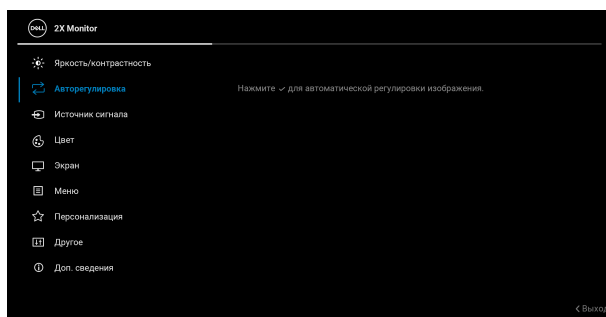 DELL 2X Monitor
Яркость/контрастность
Авторегулировка
Нажмите ✓ для автоматической регулировки изображения.
Источник сигнала
Цвет
Экран
Меню
Персонализация
Другое
Доп. сведения
Выход